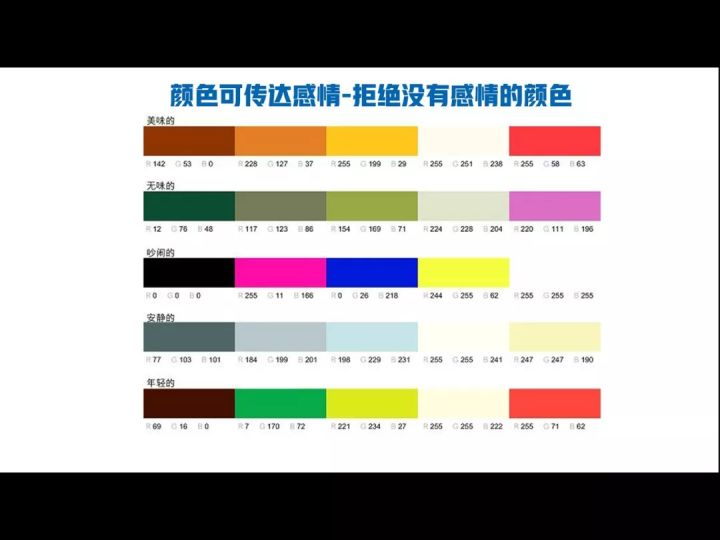 颜色可传达感情-拒绝没有感情的颜色
美味的
R 142 G 53 B 0 R 228 G 127 B 37 R 255 G 199 B 29 R 255 G 251 B 238 R 255 G 58 B 63
无味的
R 12 G 76 B 48 R 117 G 123 B 86 R 154 G 169 B 71 R 224 G 228 B 204 R 220 G 111 B 196
吵闹的
R 0 G 0 B 0 R 255 G 11 B 166 R 0 G 26 B 218 R 244 G 255 B 62 R 255 G 255 B 255
安静的
R 77 G 103 B 101 R 184 G 199 B 201 R 198 G 229 B 231 R 255 G 255 B 241 R 247 G 247 B 190
年轻的
R 69 G 16 B 0 R 7 G 170 B 72 R 221 G 234 B 27 R 255 G 255 B 222 R 255 G 71 B 62